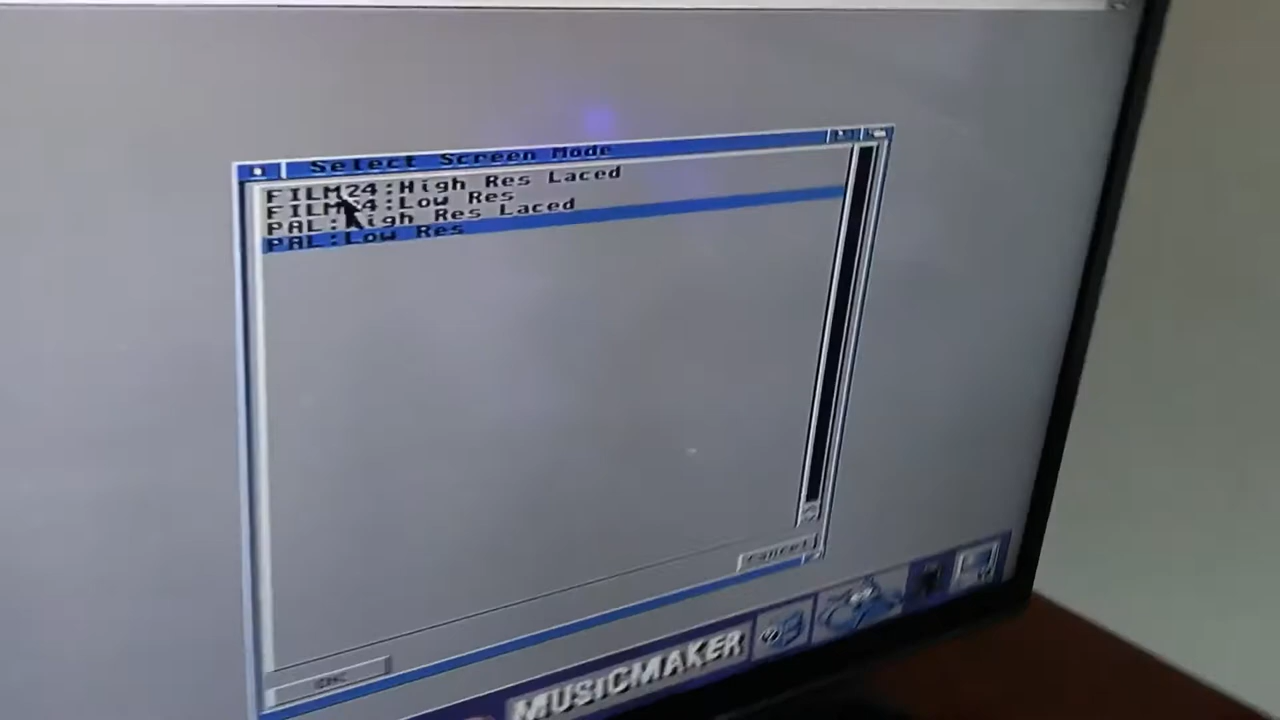 Select Screen Mode
FILM24:High Res Laced
FILM24:Low Res
PAL:High Res Laced
PAL:Low Res
Cancel
OK
MUSICMAKER